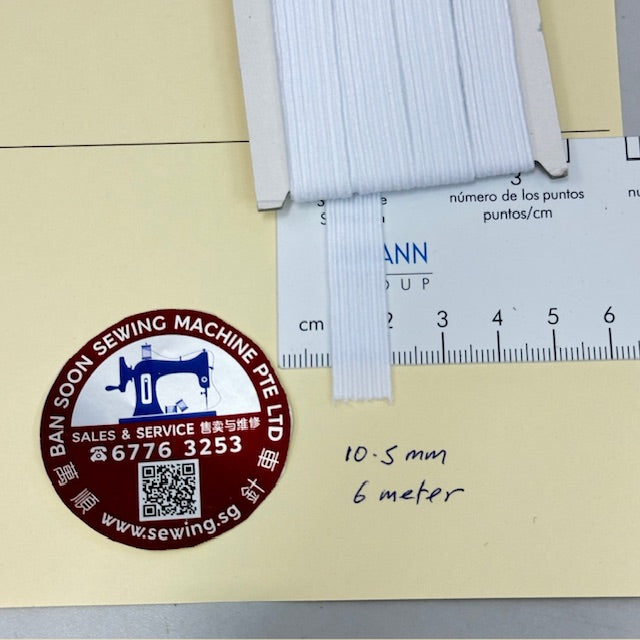 3
número de los puntos
puntos/cm
ANN
OUP
cm 2 3 4 5 6
BAN SOON SEWING MACHINE PTE LTD
SALES & SERVICE 售卖与维修
☎6776 3253
萬順 車針
www.sewing.sg
10.5 mm
6 meter